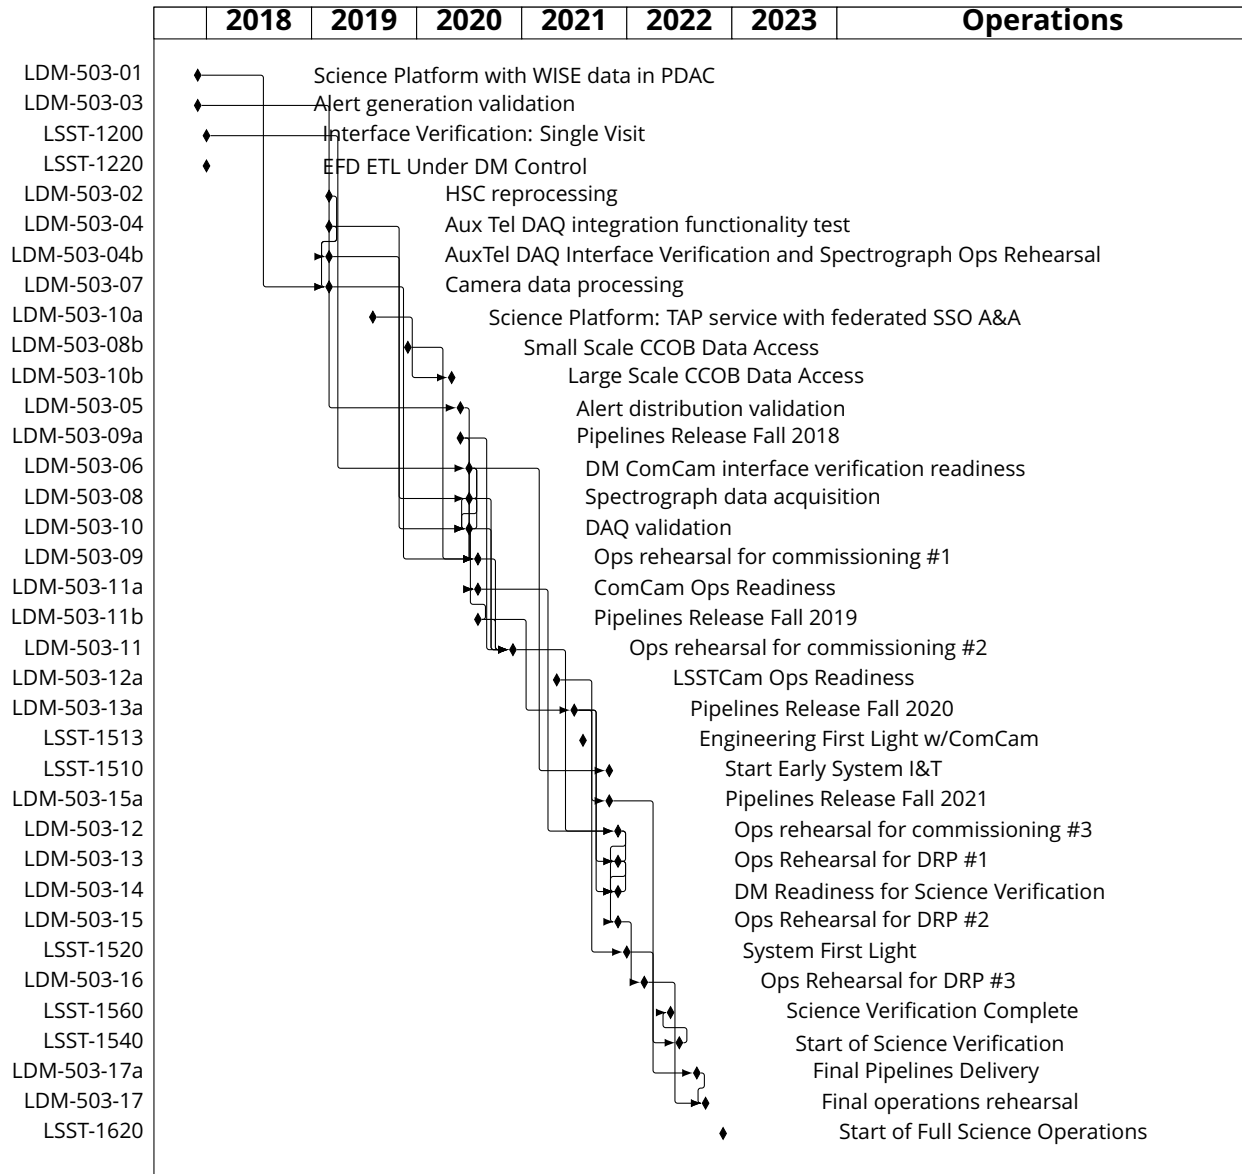 2018 2019 2020 2021 2022 2023 Operations
LDM-503-01 Science Platform with WISE data in PDAC
LDM-503-03 Alert generation validation
LSST-1200 Interface Verification: Single Visit
LSST-1220 EFD ETL Under DM Control
LDM-503-02 HSC reprocessing
LDM-503-04 Aux Tel DAQ integration functionality test
LDM-503-04b AuxTel DAQ Interface Verification and Spectrograph Ops Rehearsal
LDM-503-07 Camera data processing
LDM-503-10a Science Platform: TAP service with federated SSO A&A
LDM-503-08b Small Scale CCOB Data Access
LDM-503-10b Large Scale CCOB Data Access
LDM-503-05 Alert distribution validation
LDM-503-09a Pipelines Release Fall 2018
LDM-503-06 DM ComCam interface verification readiness
LDM-503-08 Spectrograph data acquisition
LDM-503-10 DAQ validation
LDM-503-09 Ops rehearsal for commissioning #1
LDM-503-11a ComCam Ops Readiness
LDM-503-11b Pipelines Release Fall 2019
LDM-503-11 Ops rehearsal for commissioning #2
LDM-503-12a LSSTCam Ops Readiness
LDM-503-13a Pipelines Release Fall 2020
LSST-1513 Engineering First Light w/ComCam
LSST-1510 Start Early System I&T
LDM-503-15a Pipelines Release Fall 2021
LDM-503-12 Ops rehearsal for commissioning #3
LDM-503-13 Ops Rehearsal for DRP #1
LDM-503-14 DM Readiness for Science Verification
LDM-503-15 Ops Rehearsal for DRP #2
LSST-1520 System First Light
LDM-503-16 Ops Rehearsal for DRP #3
LSST-1560 Science Verification Complete
LSST-1540 Start of Science Verification
LDM-503-17a Final Pipelines Delivery
LDM-503-17 Final operations rehearsal
LSST-1620 Start of Full Science Operations